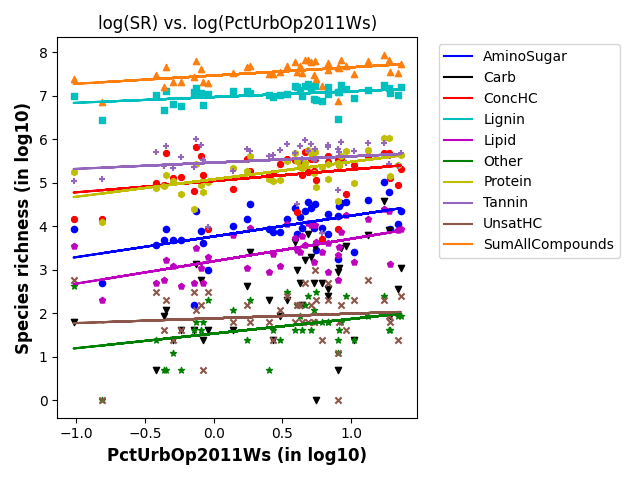 log(SR) vs. log(PctUrbOp2011Ws)
Species richness (in log10)
8
7
6
5
4
3
2
1
0
−1.0 −0.5 0.0 0.5 1.0
PctUrbOp2011Ws (in log10)
AminoSugar
Carb
ConcHC
Lignin
Lipid
Other
Protein
Tannin
UnsatHC
SumAllCompounds